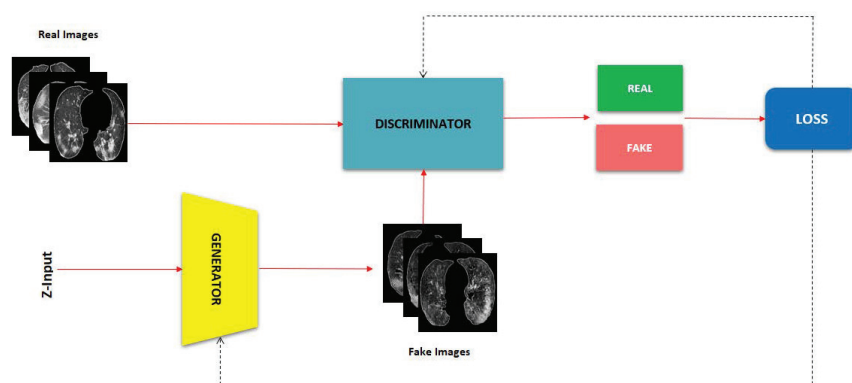 Real Images
DISCRIMINATOR
REAL
FAKE
LOSS
Z-Input
GENERATOR
Fake Images